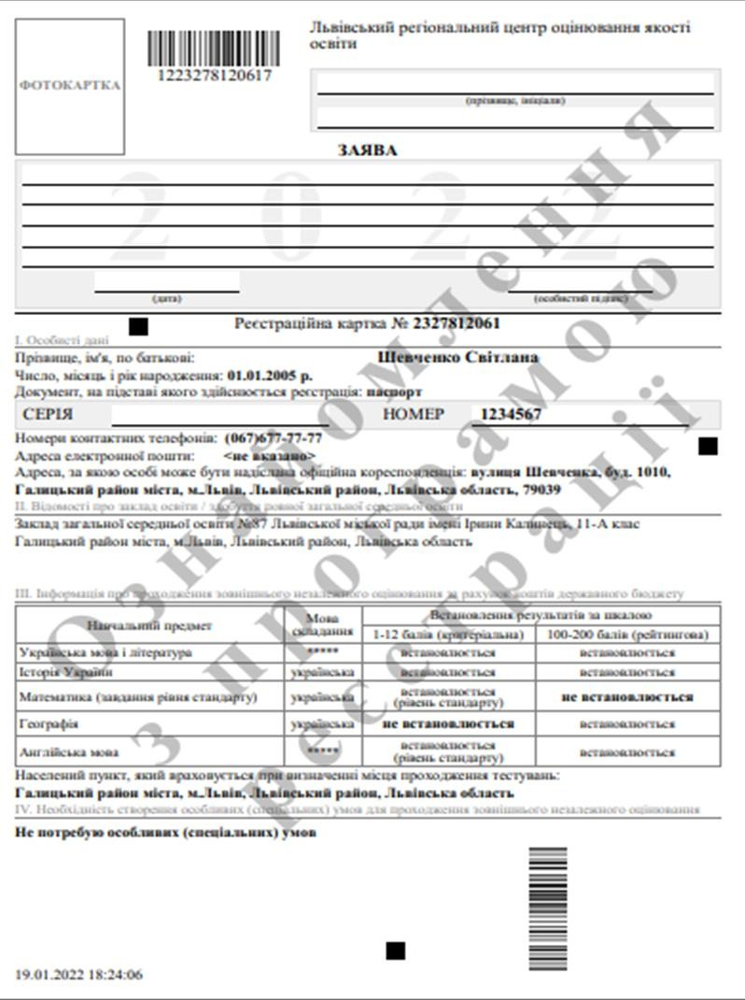 ФОТОКАРТКА
1223278120617
Львівський регіональний центр оцінювання якості
освіти
(прізвище, ініціали)
ЗАЯВА
2 0 2 2
(дата)
(особистий підпис)
Реєстраційна картка № 2327812061
І. Особисті дані
Прізвище, ім'я, по батькові: Шевченко Світлана
Число, місяць і рік народження: 01.01.2005 р.
Документ, на підставі якого здійснюється реєстрація: паспорт
СЕРІЯ НОМЕР 1234567
Номери контактних телефонів: (067)677-77-77
Адреса електронної пошти: <не вказано>
Адреса, за якою особі може бути надіслана офіційна кореспонденція: вулиця Шевченка, буд. 1010,
Галицький район міста, м.Львів, Львівський район, Львівська область, 79039
ІІ. Відомості про заклад освіти / здобуття повної загальної середньої освіти
Заклад загальної середньої освіти №87 Львівської міської ради імені Ірини Калинець, 11-А клас
Галицький район міста, м.Львів, Львівський район, Львівська область
ІІІ. Інформація про проходження зовнішнього незалежного оцінювання за рахунок коштів державного бюджету
Навчальний предмет
Мова
складання
Встановлення результатів за шкалою
1-12 балів (критеріальна) 100-200 балів (рейтингова)
Українська мова і література ***** встановлюється встановлюється
Історія України українська встановлюється встановлюється
Математика (завдання рівня стандарту) українська встановлюється
(рівень стандарту) не встановлюється
Географія українська не встановлюється встановлюється
Англійська мова ***** встановлюється
(рівень стандарту) встановлюється
Населений пункт, який враховується при визначенні місця проходження тестувань:
Галицький район міста, м.Львів, Львівський район, Львівська область
IV. Необхідність створення особливих (спеціальних) умов для проходження зовнішнього незалежного оцінювання
Не потребую особливих (спеціальних) умов
19.01.2022 18:24:06
Ознайомлення
з програмою
реєстрації